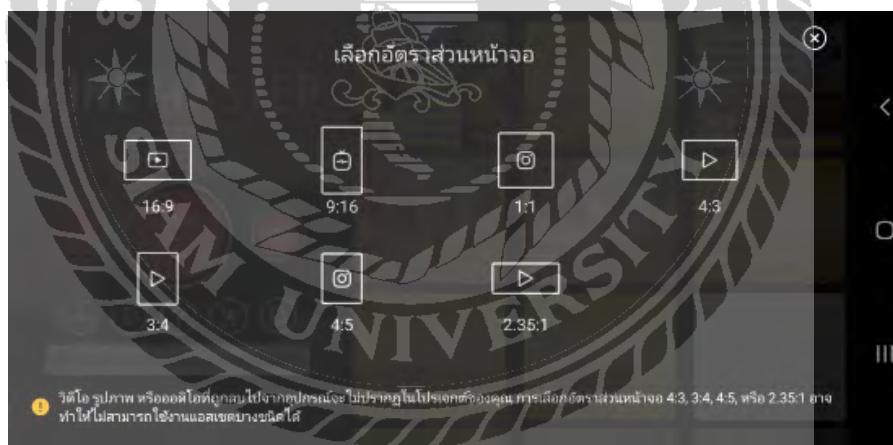 เลือกอัตราส่วนหน้าจอ
16:9
9:16
1:1
4:3
3:4
4:5
2.35:1
วิดีโอ รูปภาพ หรือออดิโอที่ถูกลบไปจากอุปกรณ์จะไม่ปรากฏในโปรเจกต์ของคุณ การเลือกอัตราส่วนหน้าจอ 4:3, 3:4, 4:5, หรือ 2.35:1 อาจ
ทำให้ไม่สามารถใช้งานแอสเซตบางชนิดได้
SIAM UNIVERSITY